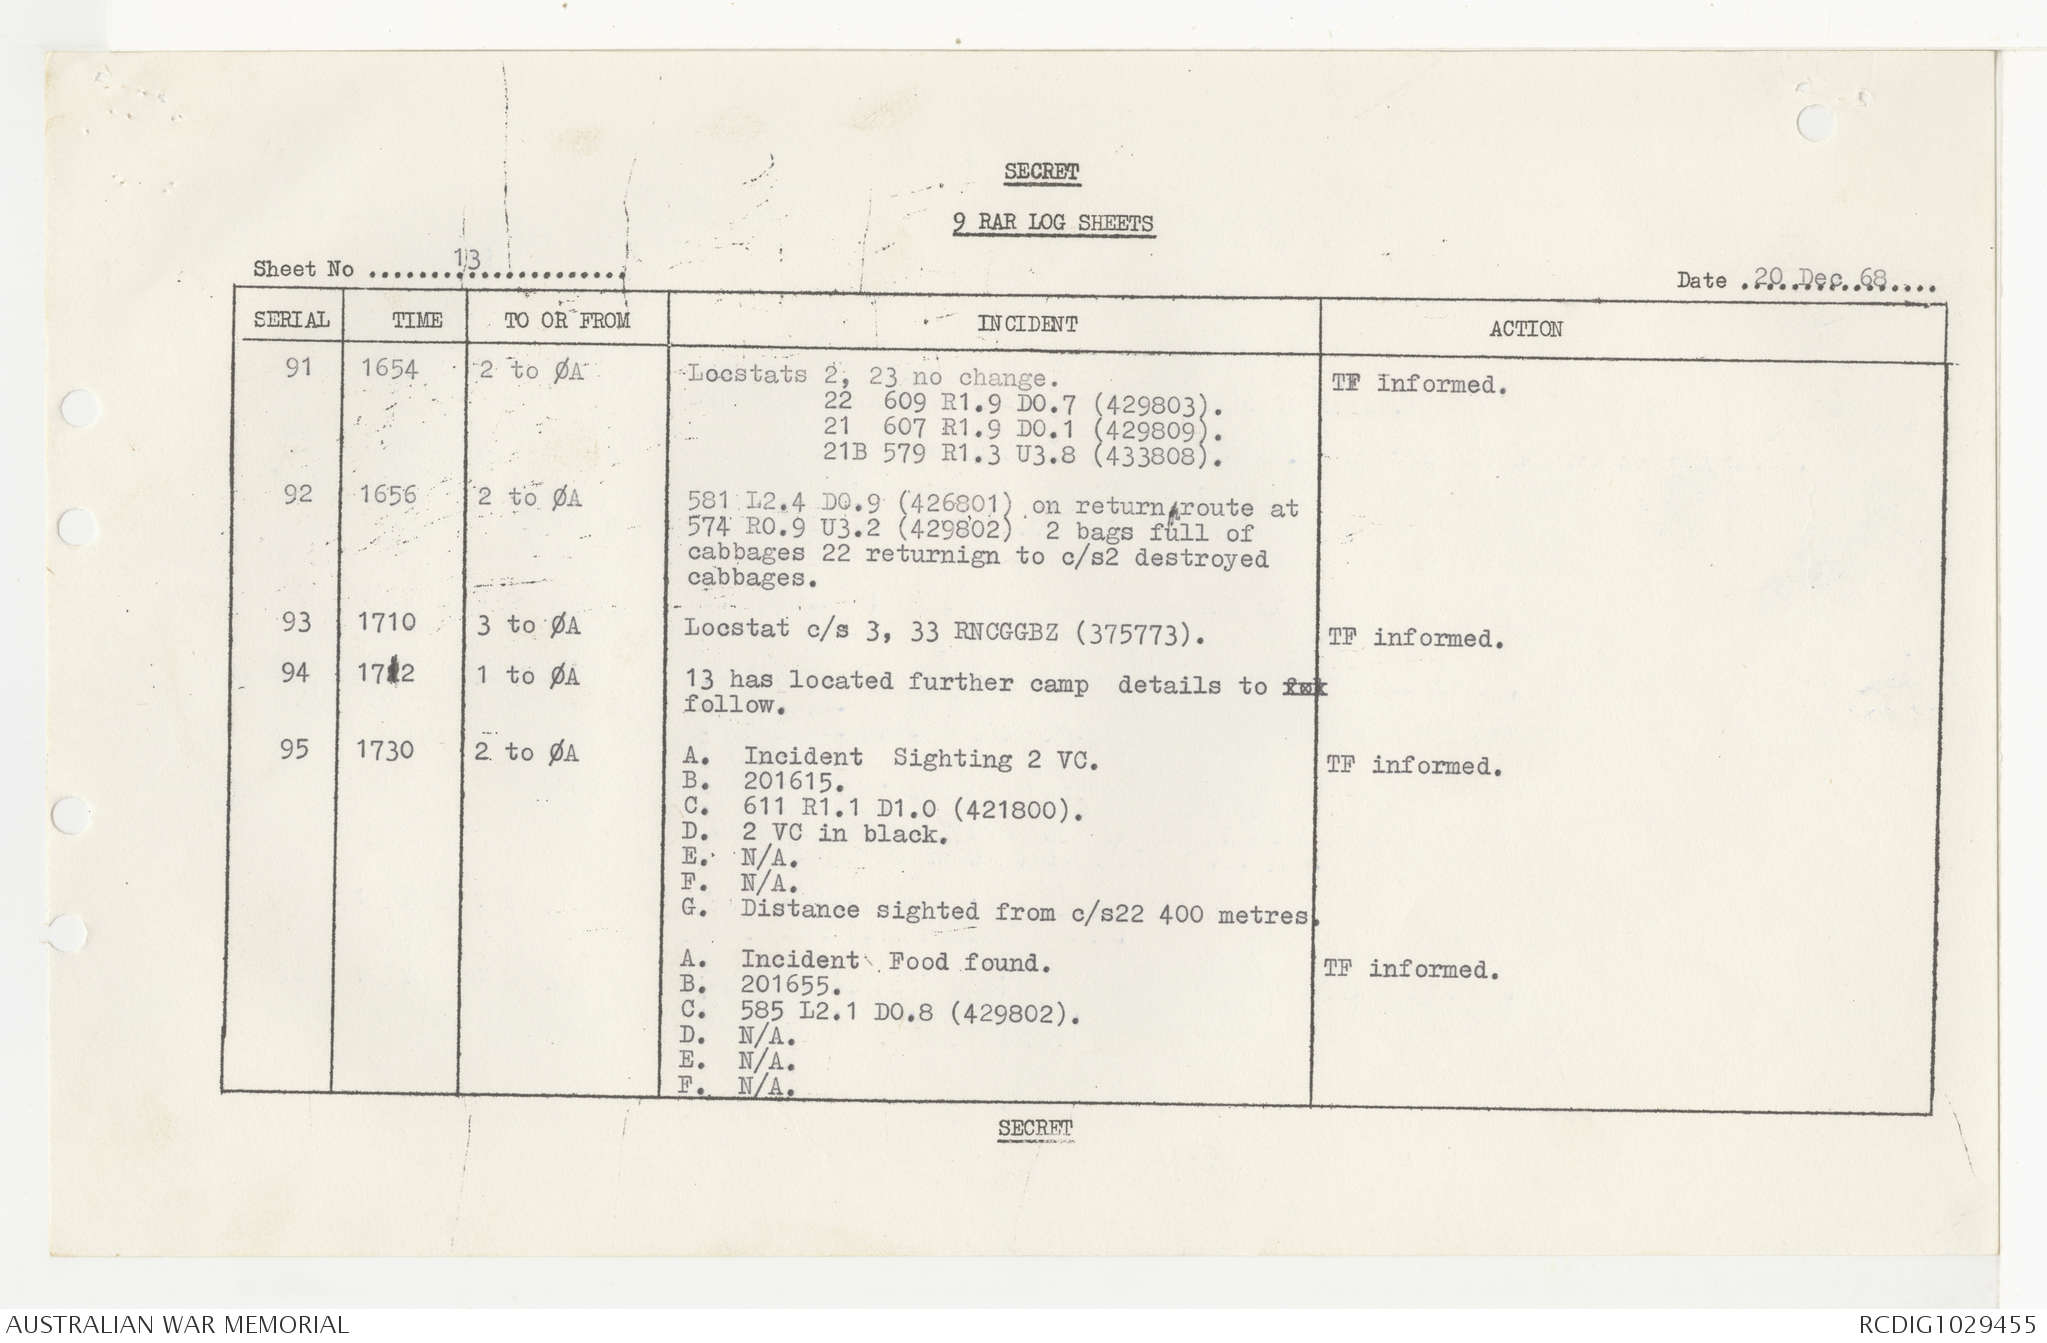 SECRET
9 RAR LOG SHEETS
Sheet No ..... 13 .....
Date .20 Dec 68....
SERIAL TIME TO OR FROM INCIDENT ACTION
91 1654 2 to ØA Locstats 2, 23 no change. TF informed.
22 609 R1.9 D0.7 (429803).
21 607 R1.9 D0.1 (429809).
21B 579 R1.3 U3.8 (433808).
92 1656 2 to ØA 581 L2.4 D0.9 (426801) on return route at
574 R0.9 U3.2 (429802) 2 bags full of
cabbages 22 returnign to c/s2 destroyed
cabbages.
93 1710 3 to ØA Locstat c/s 3, 33 RNCGGBZ (375773). TF informed.
94 1712 1 to ØA 13 has located further camp details to
follow.
95 1730 2 to ØA A. Incident Sighting 2 VC. TF informed.
B. 201615.
C. 611 R1.1 D1.0 (421800).
D. 2 VC in black.
E. N/A.
F. N/A.
G. Distance sighted from c/s22 400 metres.
A. Incident Food found. TF informed.
B. 201655.
C. 585 L2.1 D0.8 (429802).
D. N/A.
E. N/A.
F. N/A.
SECRET
AUSTRALIAN WAR MEMORIAL
RCDIG1029455